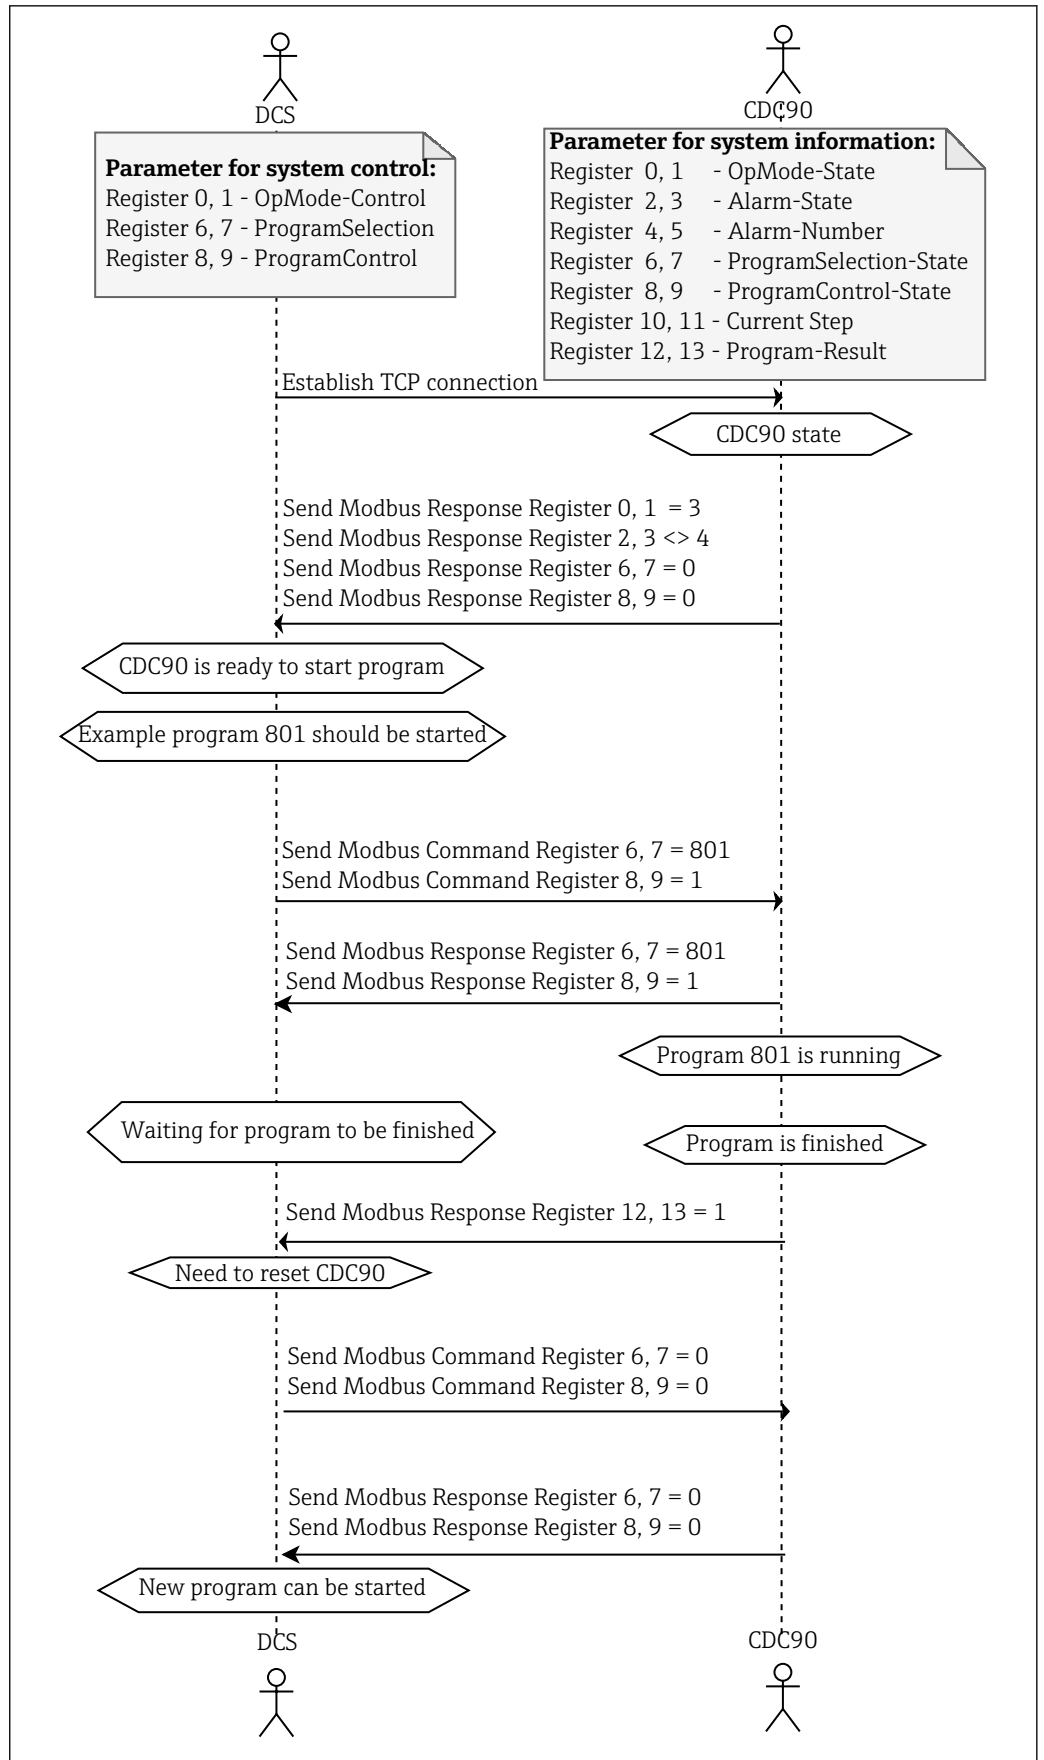 DCS
CDC90
Parameter for system control:
Register 0, 1 - OpMode-Control
Register 6, 7 - ProgramSelection
Register 8, 9 - ProgramControl
Parameter for system information:
Register 0, 1 - OpMode-State
Register 2, 3 - Alarm-State
Register 4, 5 - Alarm-Number
Register 6, 7 - ProgramSelection-State
Register 8, 9 - ProgramControl-State
Register 10, 11 - Current Step
Register 12, 13 - Program-Result
Establish TCP connection
CDC90 state
Send Modbus Response Register 0, 1 = 3
Send Modbus Response Register 2, 3 <> 4
Send Modbus Response Register 6, 7 = 0
Send Modbus Response Register 8, 9 = 0
CDC90 is ready to start program
Example program 801 should be started
Send Modbus Command Register 6, 7 = 801
Send Modbus Command Register 8, 9 = 1
Send Modbus Response Register 6, 7 = 801
Send Modbus Response Register 8, 9 = 1
Program 801 is running
Waiting for program to be finished
Program is finished
Send Modbus Response Register 12, 13 = 1
Need to reset CDC90
Send Modbus Command Register 6, 7 = 0
Send Modbus Command Register 8, 9 = 0
Send Modbus Response Register 6, 7 = 0
Send Modbus Response Register 8, 9 = 0
New program can be started
DCS
CDC90